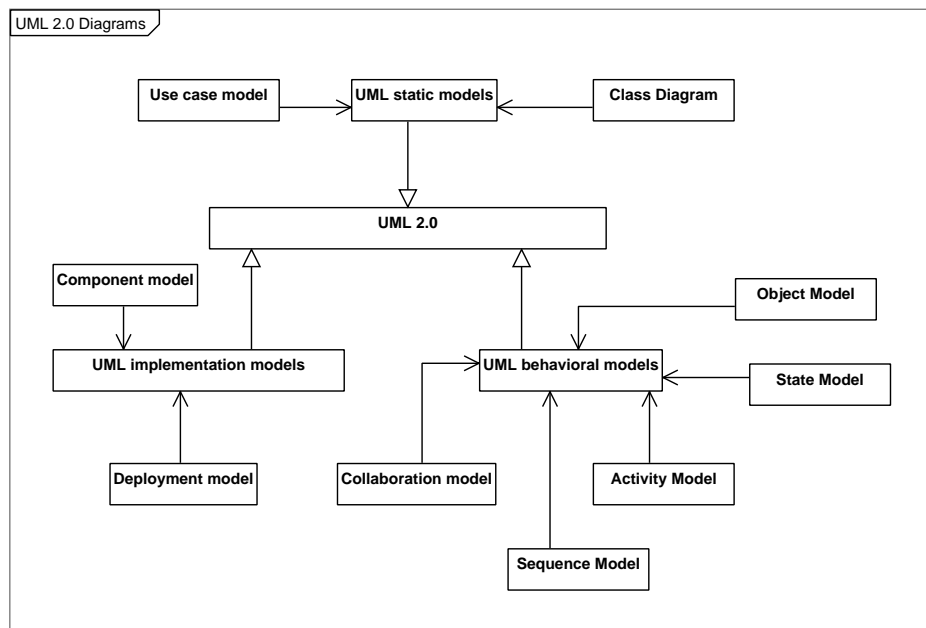 UML 2.0 Diagrams
Use case model
UML static models
Class Diagram
UML 2.0
Component model
Object Model
UML implementation models
UML behavioral models
State Model
Deployment model
Collaboration model
Activity Model
Sequence Model